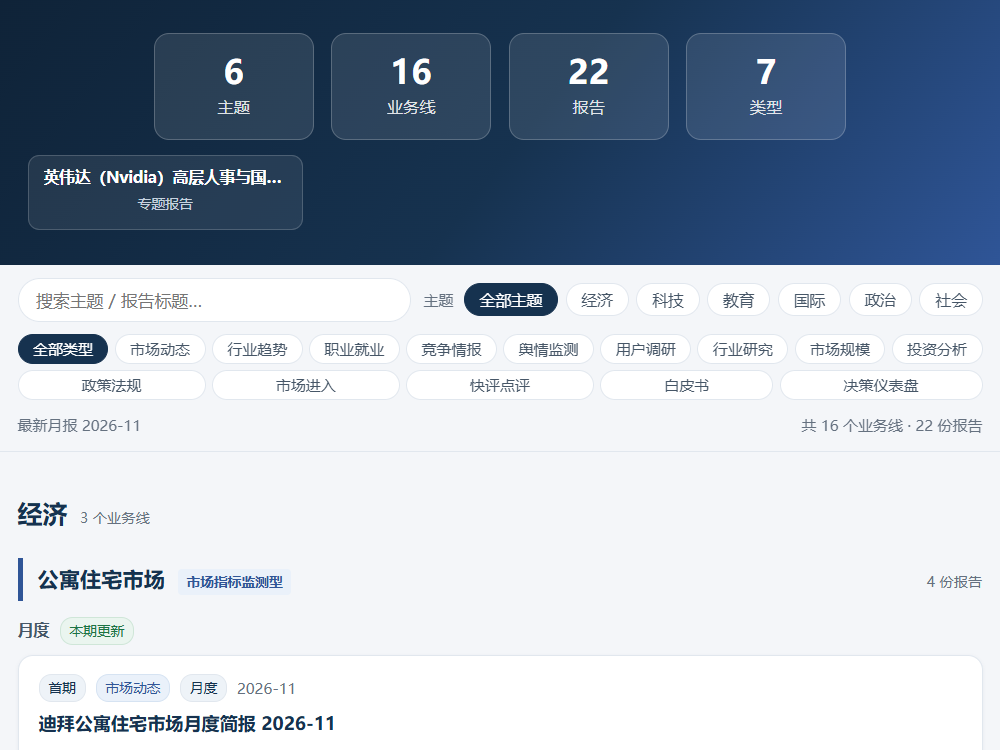 6 16 22 7
主题 业务线 报告 类型
英伟达（Nvidia）高层人事与国...
专题报告
搜索主题 / 报告标题... 主题 全部主题 经济 科技 教育 国际 政治 社会
全部类型 市场动态 行业趋势 职业就业 竞争情报 舆情监测 用户调研 行业研究 市场规模 投资分析
政策法规 市场进入 快评点评 白皮书 决策仪表盘
最新月报 2026-11 共 16 个业务线 · 22 份报告
经济 3 个业务线
公寓住宅市场 市场指标监测型 4 份报告
月度 本期更新
首期 市场动态 月度 2026-11
迪拜公寓住宅市场月度简报 2026-11